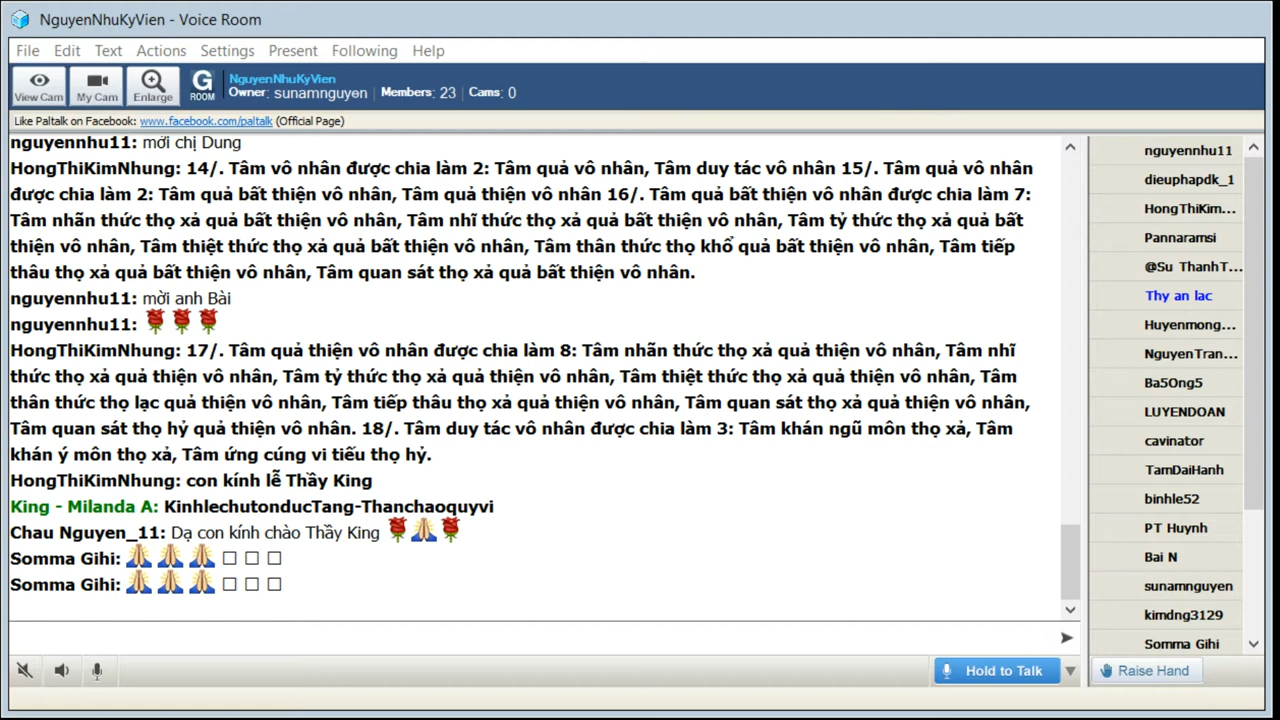 NguyenNhuKyVien - Voice Room
File Edit Text Actions Settings Present Following Help
View Cam My Cam Enlarge G ROOM
NguyenNhuKyVien
Owner: sunamnguyen | Members: 23 | Cams: 0
Like Paltalk on Facebook: www.facebook.com/paltalk (Official Page)
nguyennhu11: mời chị Dung
HongThiKimNhung: 14/. Tâm vô nhân được chia làm 2: Tâm quả vô nhân, Tâm duy tác vô nhân 15/. Tâm quả vô nhân
được chia làm 2: Tâm quả bất thiện vô nhân, Tâm quả thiện vô nhân 16/. Tâm quả bất thiện vô nhân được chia làm 7:
Tâm nhãn thức thọ xả quả bất thiện vô nhân, Tâm nhĩ thức thọ xả quả bất thiện vô nhân, Tâm tỷ thức thọ xả quả bất
thiện vô nhân, Tâm thiệt thức thọ xả quả bất thiện vô nhân, Tâm thân thức thọ khổ quả bất thiện vô nhân, Tâm tiếp
thâu thọ xả quả bất thiện vô nhân, Tâm quan sát thọ xả quả bất thiện vô nhân.
nguyennhu11: mời anh Bài
nguyennhu11:
HongThiKimNhung: 17/. Tâm quả thiện vô nhân được chia làm 8: Tâm nhãn thức thọ xả quả thiện vô nhân, Tâm nhĩ
thức thọ xả quả thiện vô nhân, Tâm tỷ thức thọ xả quả thiện vô nhân, Tâm thiệt thức thọ xả quả thiện vô nhân, Tâm
thân thức thọ lạc quả thiện vô nhân, Tâm tiếp thâu thọ xả quả thiện vô nhân, Tâm quan sát thọ xả quả thiện vô nhân,
Tâm quan sát thọ hỷ quả thiện vô nhân. 18/. Tâm duy tác vô nhân được chia làm 3: Tâm khán ngũ môn thọ xả, Tâm
khán ý môn thọ xả, Tâm ứng cúng vi tiếu thọ hỷ.
HongThiKimNhung: con kính lễ Thầy King
King - Milanda A: KinhlechutonducTang-Thanchaoquyvi
Chau Nguyen_11: Dạ con kính chào Thầy King
Somma Gihi:
Somma Gihi:
Hold to Talk
nguyennhu11
dieuphapdk_1
HongThiKim...
Pannaramsi
@Su ThanhT...
Thy an lac
Huyenmong...
NguyenTran...
Ba5Ong5
LUYENDOAN
cavinator
TamDaiHanh
binhle52
PT Huynh
Bai N
sunamnguyen
kimdng3129
Somma Gihi
Raise Hand